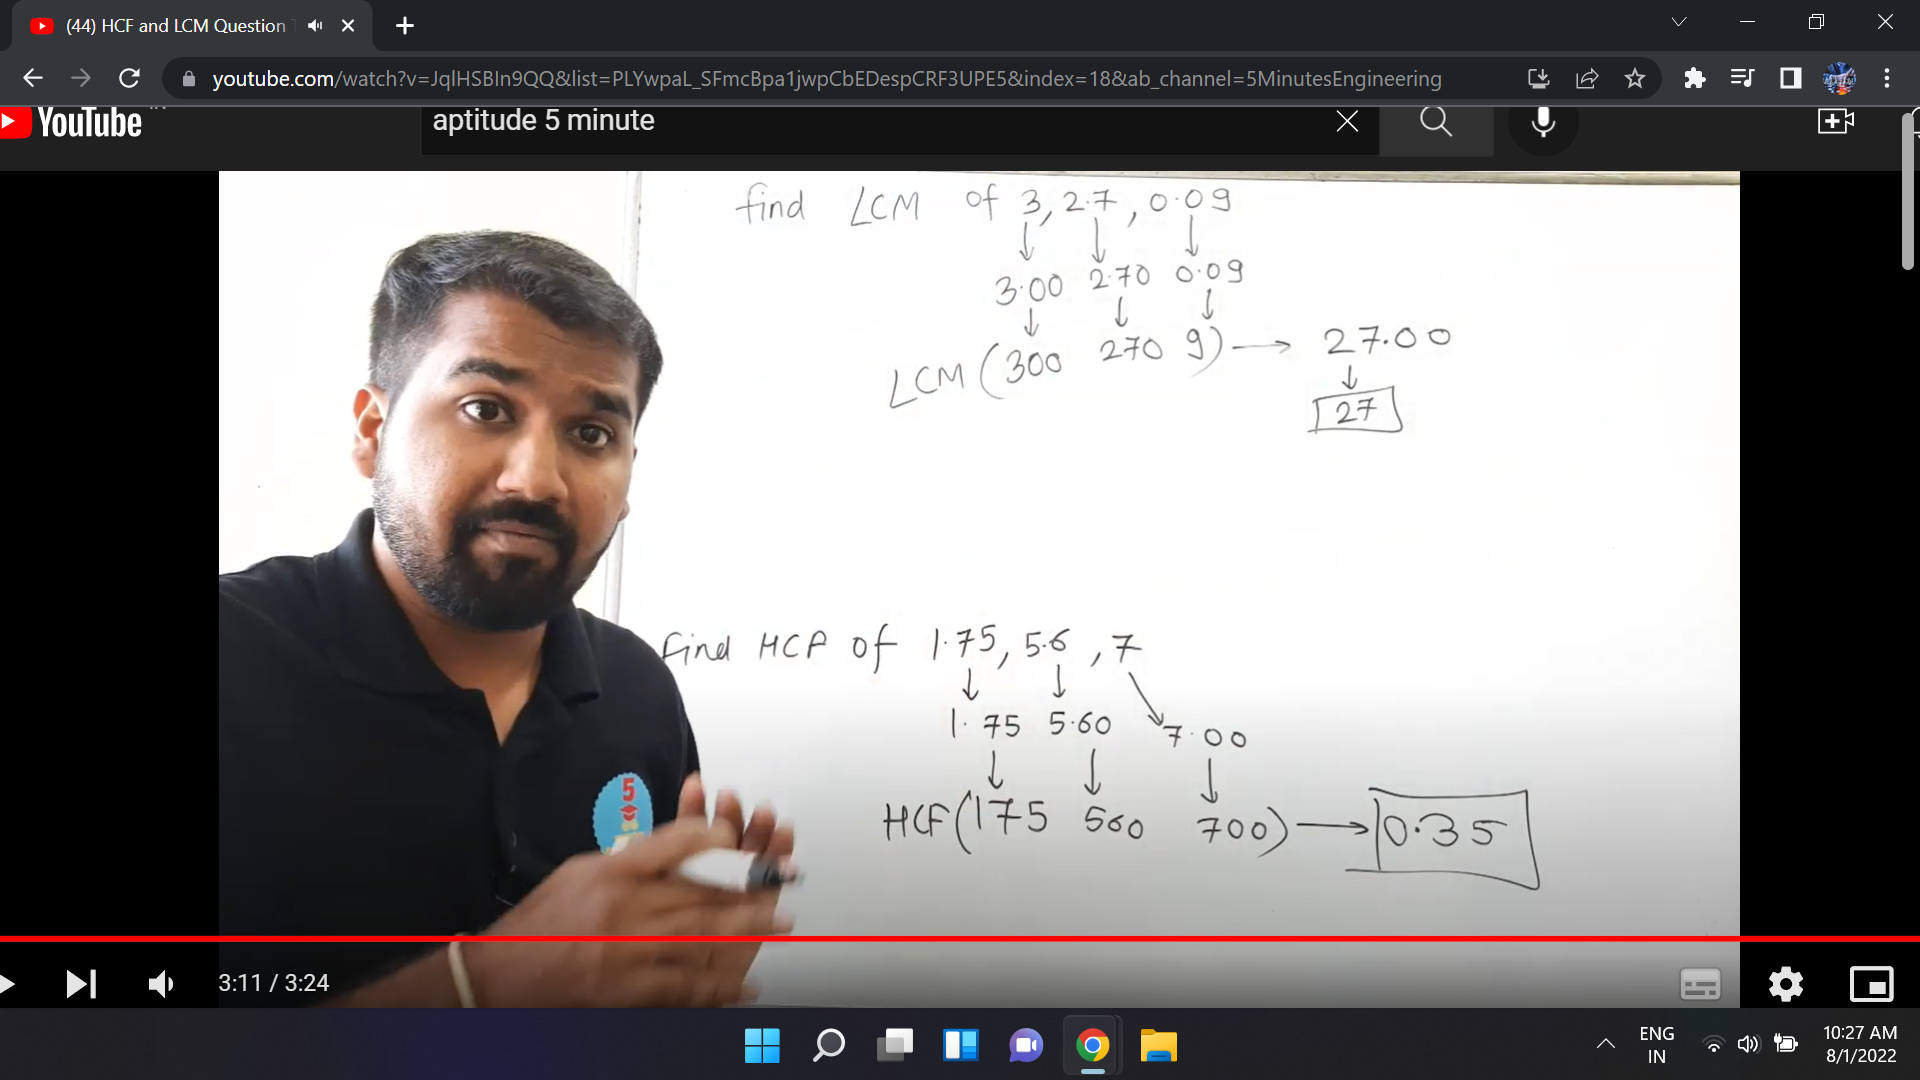 (44) HCF and LCM Question
youtube.com/watch?v=JqlHSBIn9QQ&list=PLYwpaL_SFmcBpa1jwpCbEDespCRF3UPE5&index=18&ab_channel=5MinutesEngineering
YouTube
aptitude 5 minute
find LCM of 3, 2.7, 0.09
3.00 2.70 0.09
LCM (300 270 9) → 27.00
27
find HCF of 1.75, 5.6, 7
1.75 5.60 7.00
HCF (175 560 700) → 0.35
5
3:11 / 3:24
ENG
IN
10:27 AM
8/1/2022